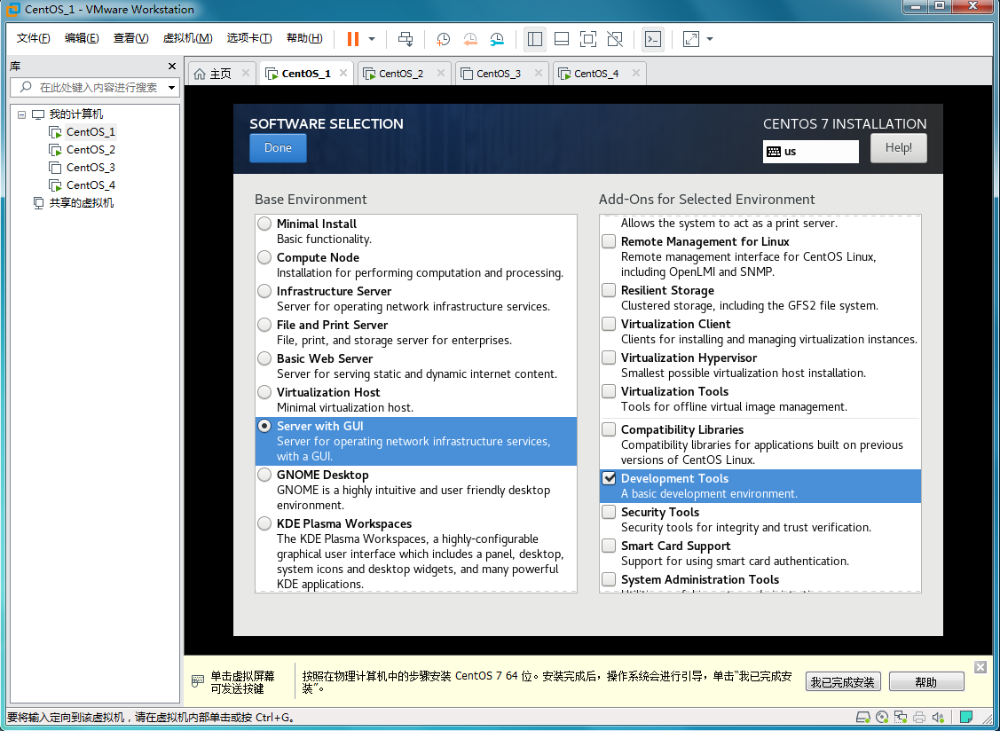 CentOS_1 - VMware Workstation
文件(F) 编辑(E) 查看(V) 虚拟机(M) 选项卡(T) 帮助(H)
库
在此处键入内容进行搜索
我的计算机
CentOS_1
CentOS_2
CentOS_3
CentOS_4
共享的虚拟机
主页 CentOS_1 CentOS_2 CentOS_3 CentOS_4
SOFTWARE SELECTION
Done
CENTOS 7 INSTALLATION
us
Help!
Base Environment
Minimal Install
Basic functionality.
Compute Node
Installation for performing computation and processing.
Infrastructure Server
Server for operating network infrastructure services.
File and Print Server
File, print, and storage server for enterprises.
Basic Web Server
Server for serving static and dynamic internet content.
Virtualization Host
Minimal virtualization host.
Server with GUI
Server for operating network infrastructure services,
with a GUI.
GNOME Desktop
GNOME is a highly intuitive and user friendly desktop
environment.
KDE Plasma Workspaces
The KDE Plasma Workspaces, a highly-configurable
graphical user interface which includes a panel, desktop,
system icons and desktop widgets, and many powerful
KDE applications.
Add-Ons for Selected Environment
Allows the system to act as a print server.
Remote Management for Linux
Remote management interface for CentOS Linux,
including OpenLMI and SNMP.
Resilient Storage
Clustered storage, including the GFS2 file system.
Virtualization Client
Clients for installing and managing virtualization instances.
Virtualization Hypervisor
Smallest possible virtualization host installation.
Virtualization Tools
Tools for offline virtual image management.
Compatibility Libraries
Compatibility libraries for applications built on previous
versions of CentOS Linux.
Development Tools
A basic development environment.
Security Tools
Security tools for integrity and trust verification.
Smart Card Support
Support for using smart card authentication.
System Administration Tools
单击虚拟屏幕
可发送按键
按照在物理计算机中的步骤安装 CentOS 7 64 位。安装完成后，操作系统会进行引导，单击“我已完成安
装”。
我已完成安装
帮助
要将输入定向到该虚拟机，请在虚拟机内部单击或按 Ctrl+G。